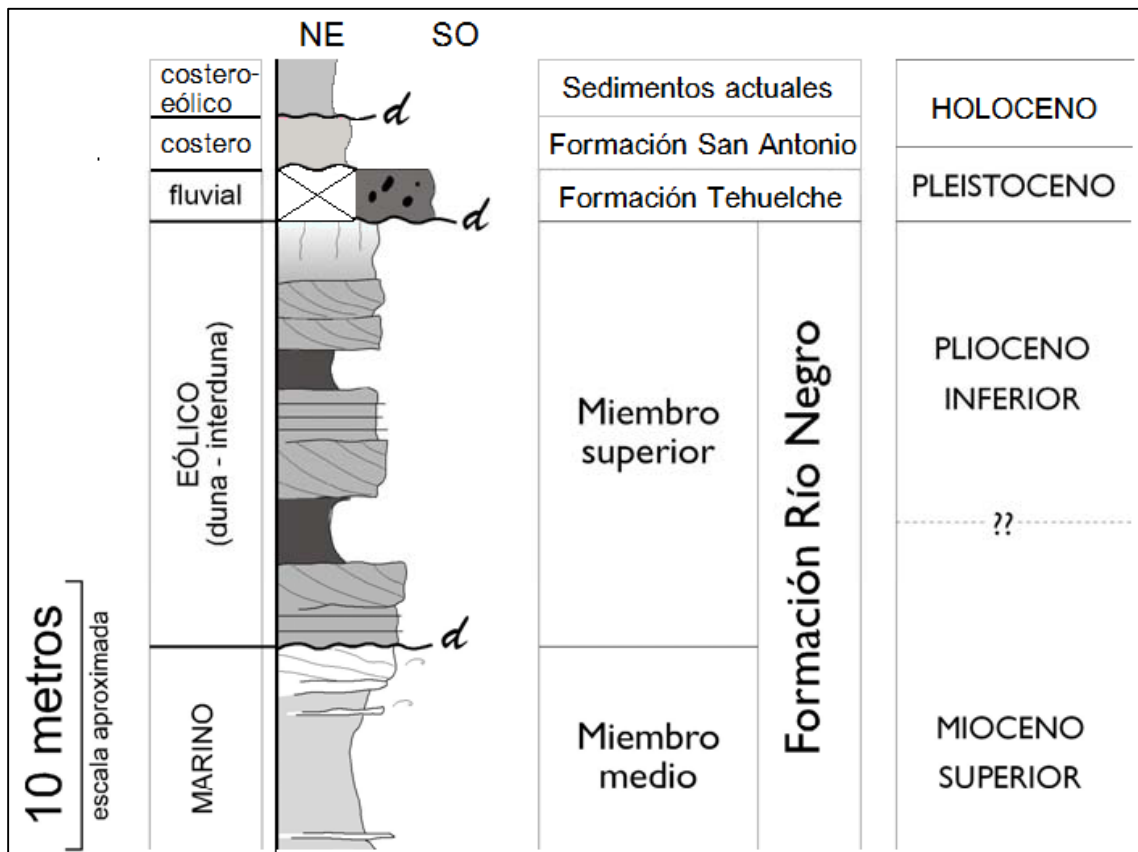 NE
SO
costero-
eólico
costero
fluvial
EÓLICO
(duna - interduna)
MARINO
10 metros
escala aproximada
d
d
d
Sedimentos actuales
Formación San Antonio
Formación Tehuelche
Miembro
superior
Miembro
medio
Formación Río Negro
HOLOCENO
PLEISTOCENO
PLIOCENO
INFERIOR
??
MIOCENO
SUPERIOR